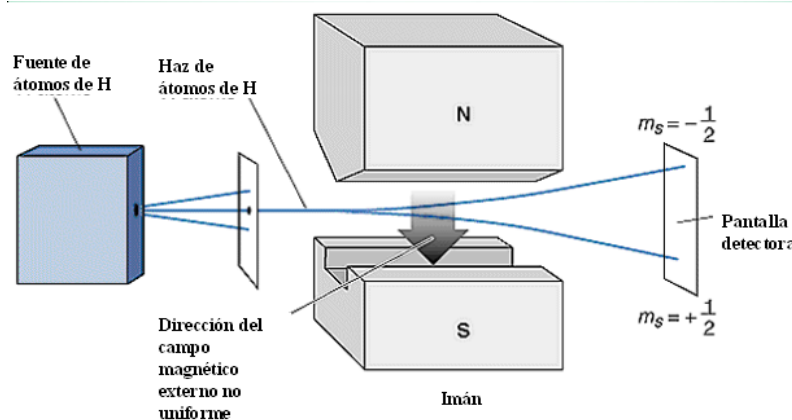 Fuente de
átomos de H
Haz de
átomos de H
N
m_s = -1/2
Pantalla
detectora
S
m_s = +1/2
Dirección del
campo
magnético
externo no
uniforme
Imán